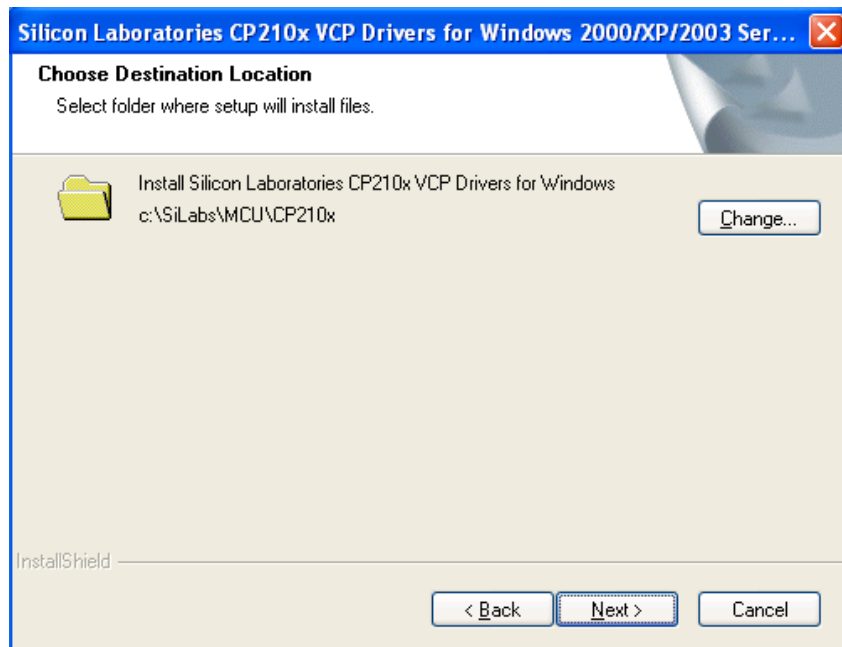 Silicon Laboratories CP210x VCP Drivers for Windows 2000/XP/2003 Ser...
Choose Destination Location
Select folder where setup will install files.
Install Silicon Laboratories CP210x VCP Drivers for Windows
c:\SiLabs\MCU\CP210x
Change...
InstallShield
< Back
Next >
Cancel